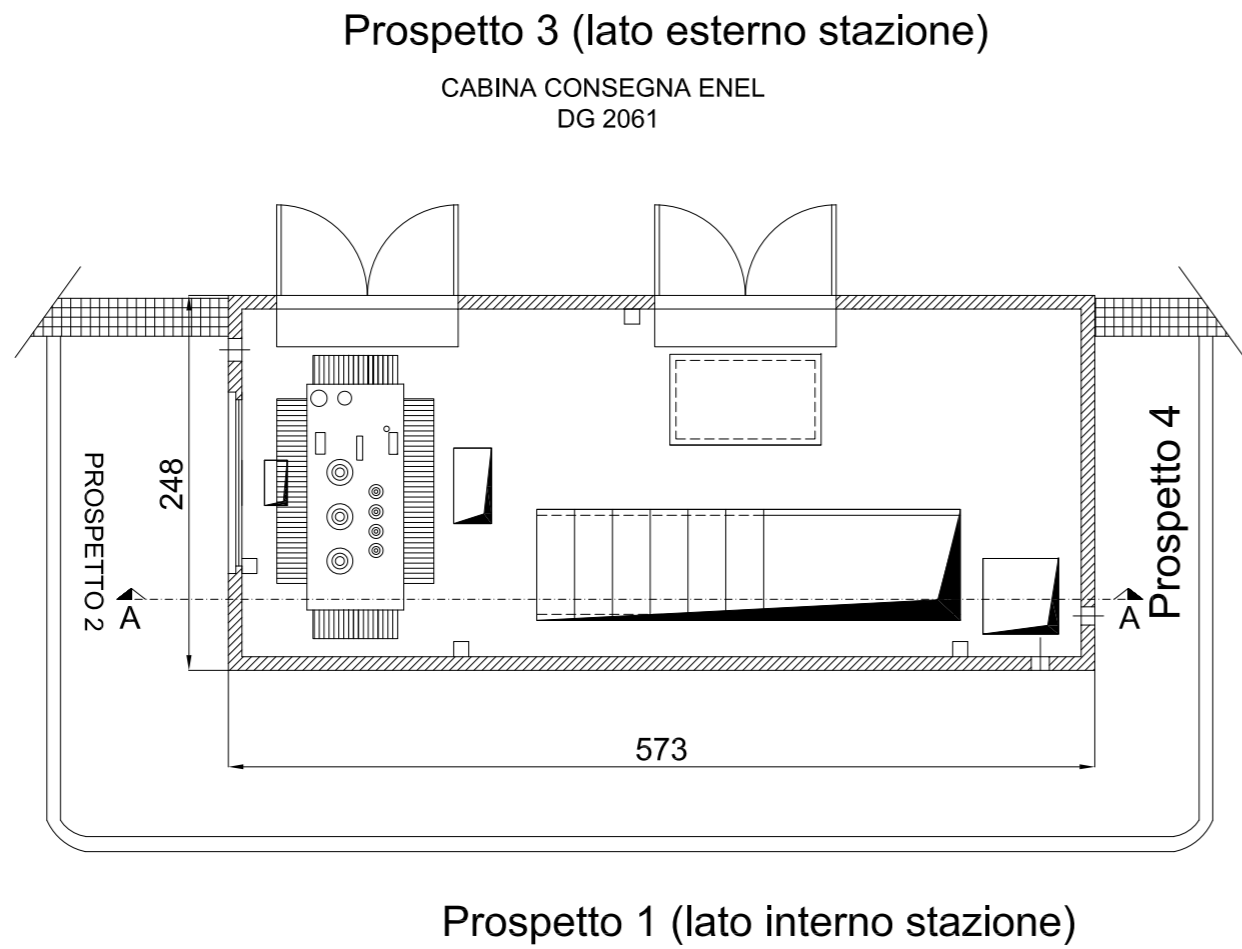 Prospetto 3 (lato esterno stazione)
CABINA CONSEGNA ENEL
DG 2061
PROSPETTO 2
248
Prospetto 4
A
A
573
Prospetto 1 (lato interno stazione)